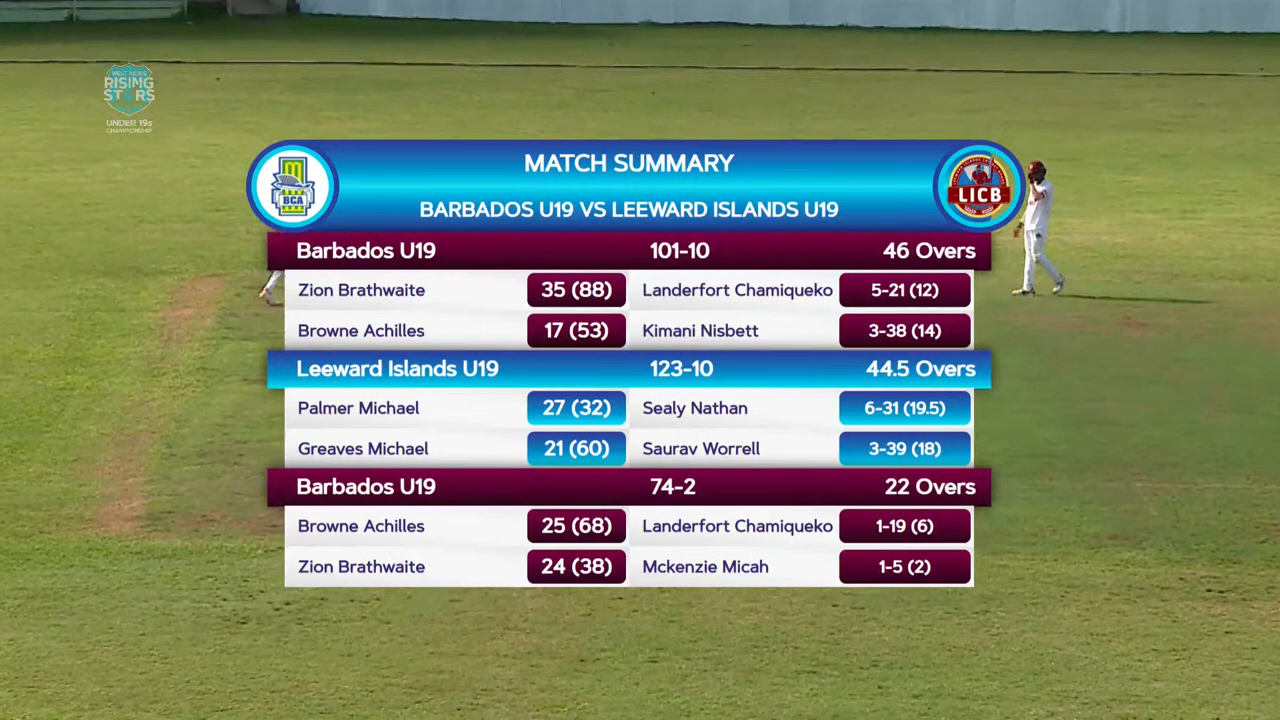 WEST INDIES
RISING
STARS
UNDER 19s
CHAMPIONSHIP
MATCH SUMMARY
BARBADOS U19 VS LEEWARD ISLANDS U19
BCA
LICB
Barbados U19 101-10 46 Overs
Zion Brathwaite 35 (88) Landerfort Chamiqueko 5-21 (12)
Browne Achilles 17 (53) Kimani Nisbett 3-38 (14)
Leeward Islands U19 123-10 44.5 Overs
Palmer Michael 27 (32) Sealy Nathan 6-31 (19.5)
Greaves Michael 21 (60) Saurav Worrell 3-39 (18)
Barbados U19 74-2 22 Overs
Browne Achilles 25 (68) Landerfort Chamiqueko 1-19 (6)
Zion Brathwaite 24 (38) Mckenzie Micah 1-5 (2)